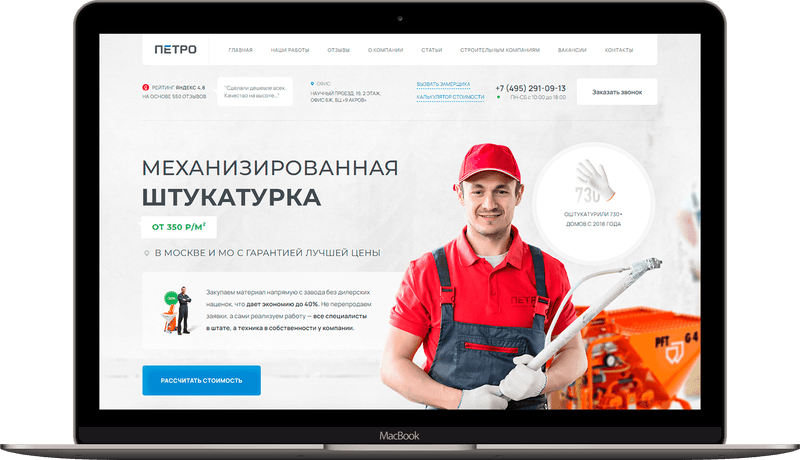 ПЕТРО
ГЛАВНАЯ НАШИ РАБОТЫ ОТЗЫВЫ О КОМПАНИИ СТАТЬИ СТРОИТЕЛЬНЫМ КОМПАНИЯМ ВАКАНСИИ КОНТАКТЫ
РЕЙТИНГ ЯНДЕКС 4,8
НА ОСНОВЕ 550 ОТЗЫВОВ
"Сделали дешевле всех.
Качество на высоте..."
ОФИС:
НАУЧНЫЙ ПРОЕЗД, 19, 2 ЭТАЖ,
ОФИС 6Ж, БЦ «9 АКРОВ»
ВЫЗВАТЬ ЗАМЕРЩИКА
КАЛЬКУЛЯТОР СТОИМОСТИ
+7 (495) 291-09-13
ПН-СБ с 10:00 до 18:00
Заказать звонок
МЕХАНИЗИРОВАННАЯ
ШТУКАТУРКА
ОТ 350 Р/М²
В МОСКВЕ И МО С ГАРАНТИЕЙ ЛУЧШЕЙ ЦЕНЫ
Закупаем материал напрямую с завода без дилерских
наценок, что дает экономию до 40%. Не перепродаем
заявки, а сами реализуем работу — все специалисты
в штате, а техника в собственности у компании.
РАССЧИТАТЬ СТОИМОСТЬ
730
ОШТУКАТУРИЛИ 730+
ДОМОВ С 2018 ГОДА
ПЕТРО
PFT G 4
MacBook